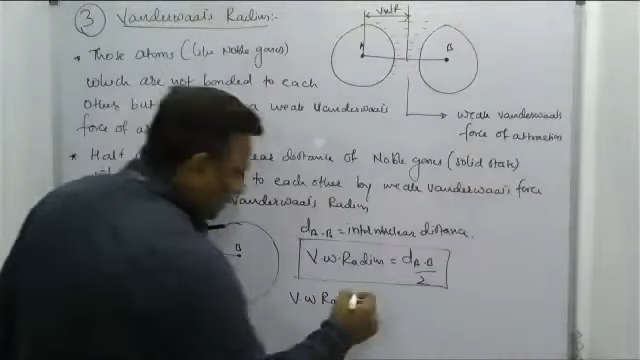 ③ Vanderwaal's Radius:-
VWR
A
B
* Those atoms (like Noble gases)
which are not bonded to each
other but a weak Vanderwaal's
force of
weak vanderwaal's
force of attraction
* Half distance of Noble gases (solid state)
to each other by weak Vanderwaal's force
Vanderwaal's Radius
B
dA-B = internuclear distance.
V.W. Radius = dA-B
2
V.W Ra =